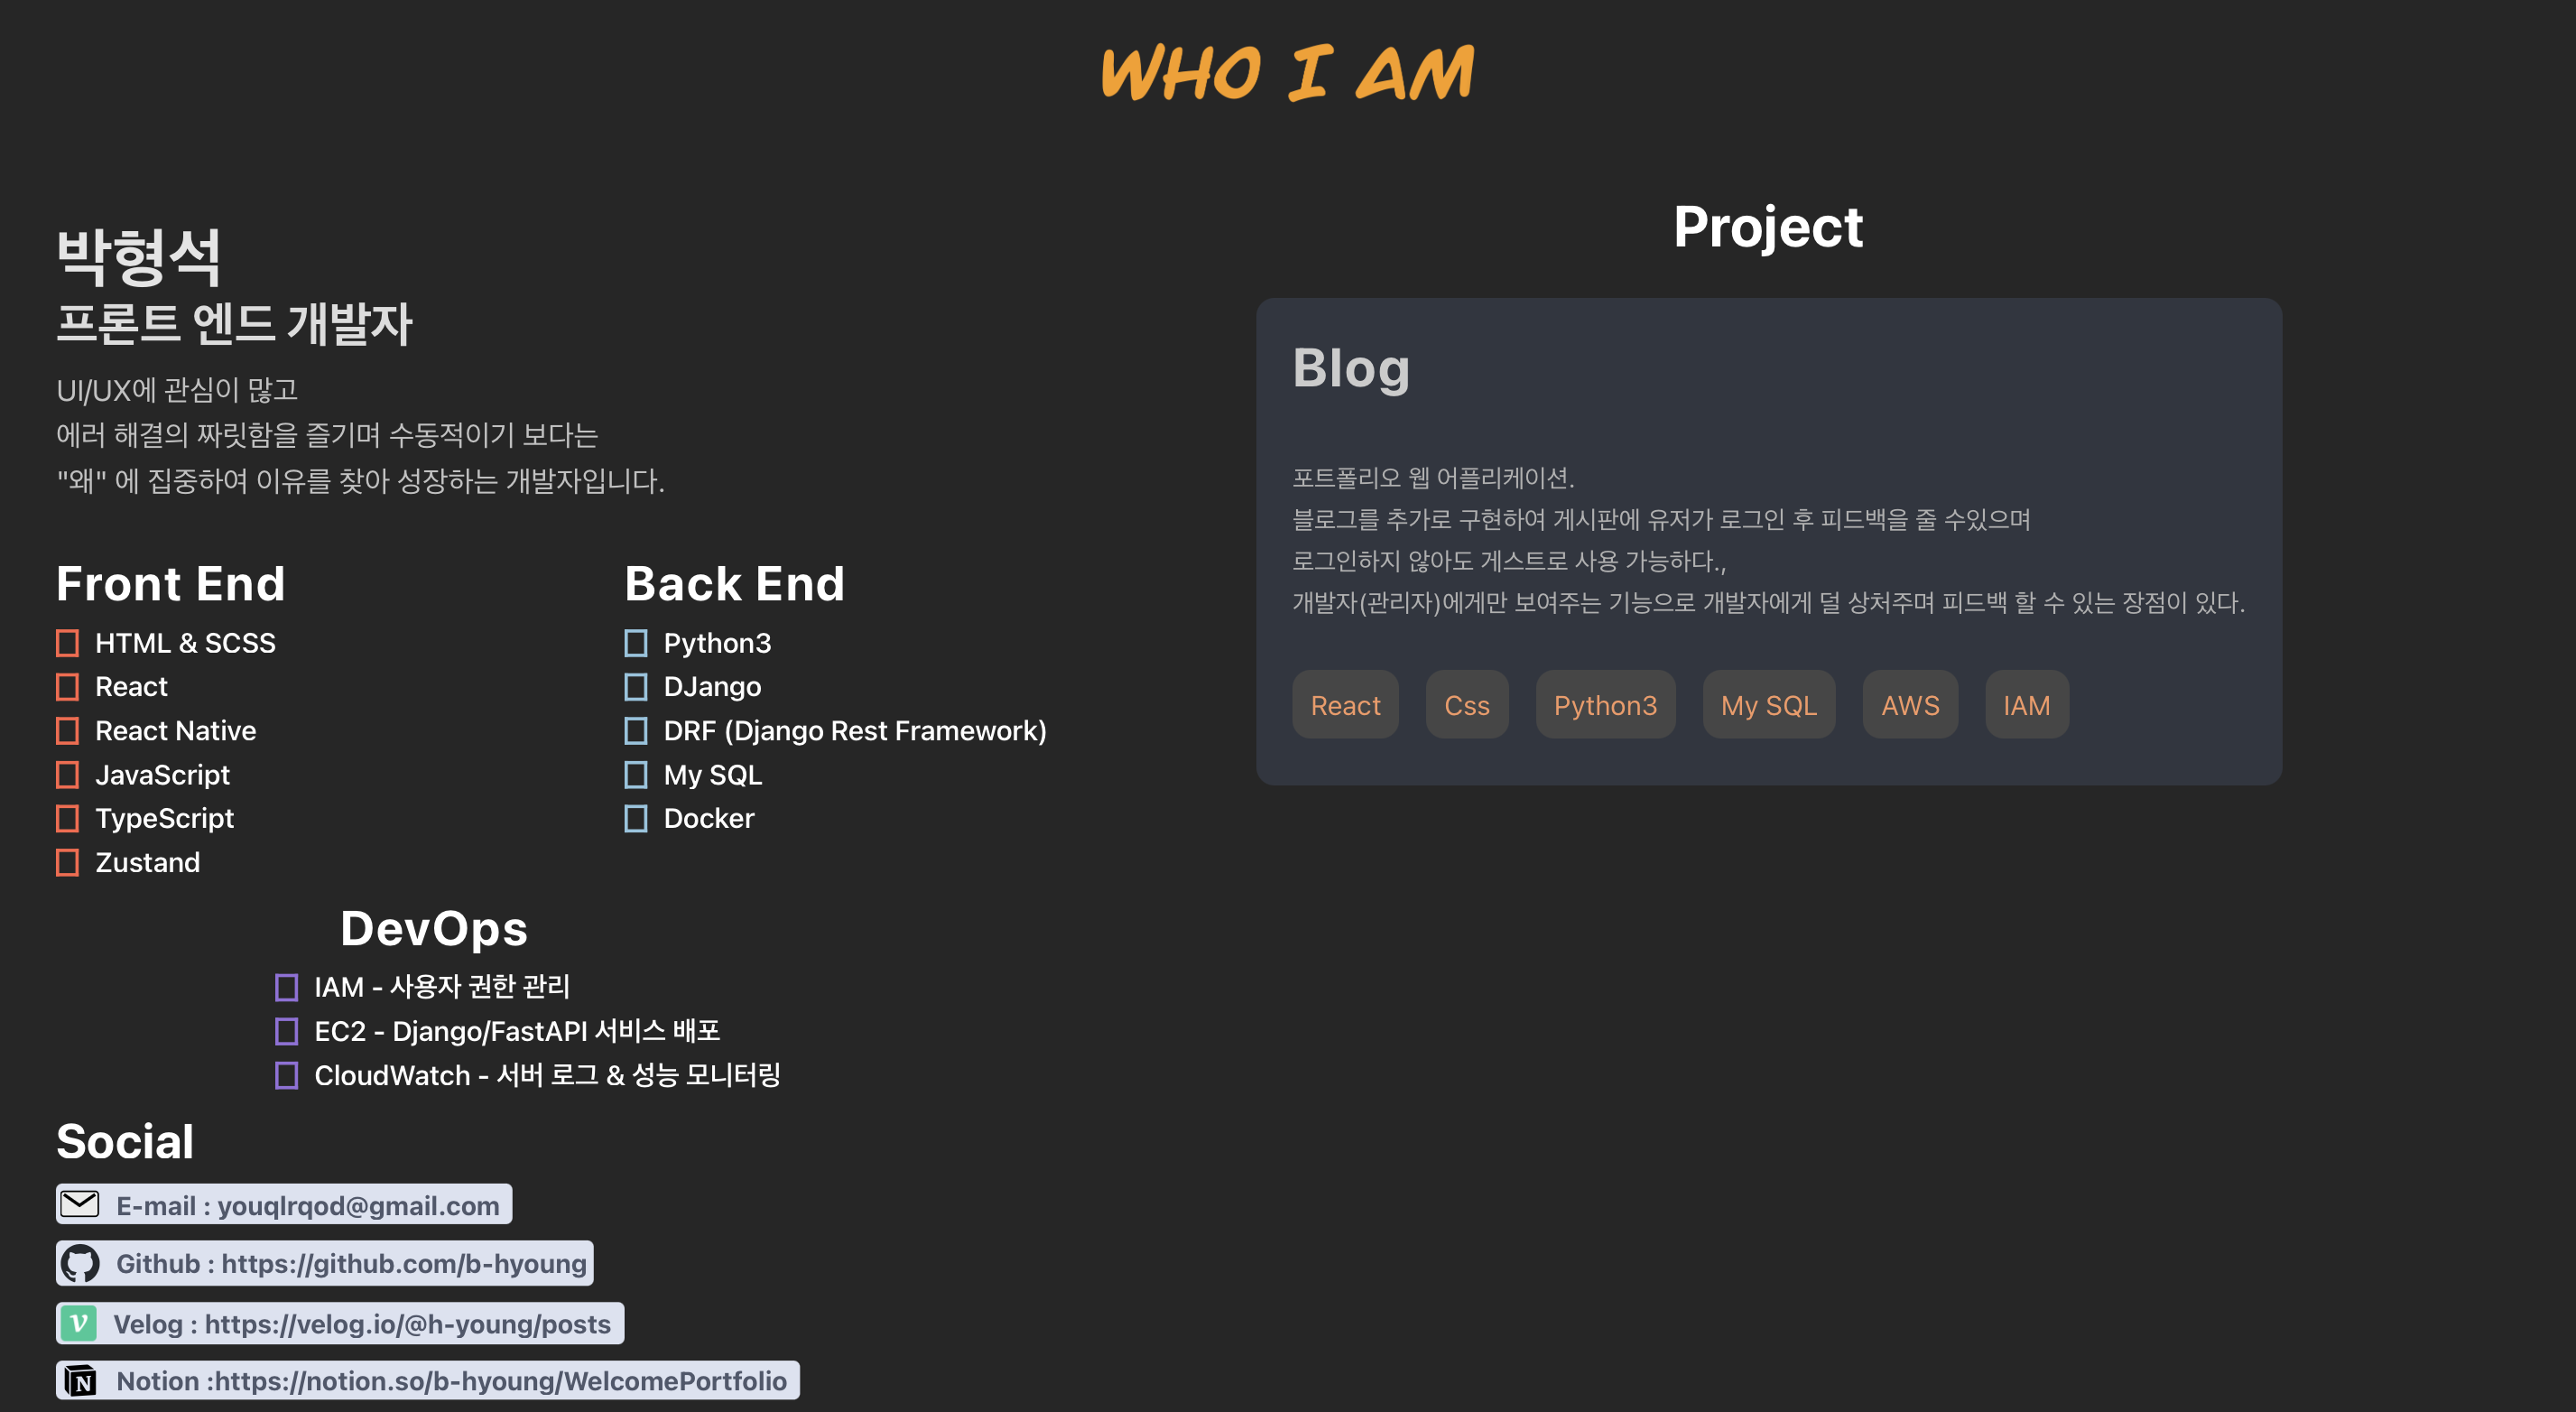 WHO I AM
박형석
프론트 엔드 개발자
UI/UX에 관심이 많고
에러 해결의 짜릿함을 즐기며 수동적이기 보다는
"왜" 에 집중하여 이유를 찾아 성장하는 개발자입니다.
Front End
HTML & SCSS
React
React Native
JavaScript
TypeScript
Zustand
Back End
Python3
DJango
DRF (Django Rest Framework)
My SQL
Docker
DevOps
IAM - 사용자 권한 관리
EC2 - Django/FastAPI 서비스 배포
CloudWatch - 서버 로그 & 성능 모니터링
Social
E-mail : youqlrqod@gmail.com
Github : https://github.com/b-hyoung
Velog : https://velog.io/@h-young/posts
Notion :https://notion.so/b-hyoung/WelcomePortfolio
Project
Blog
포트폴리오 웹 어플리케이션.
블로그를 추가로 구현하여 게시판에 유저가 로그인 후 피드백을 줄 수있으며
로그인하지 않아도 게스트로 사용 가능하다.,
개발자(관리자)에게만 보여주는 기능으로 개발자에게 덜 상처주며 피드백 할 수 있는 장점이 있다.
React Css Python3 My SQL AWS IAM